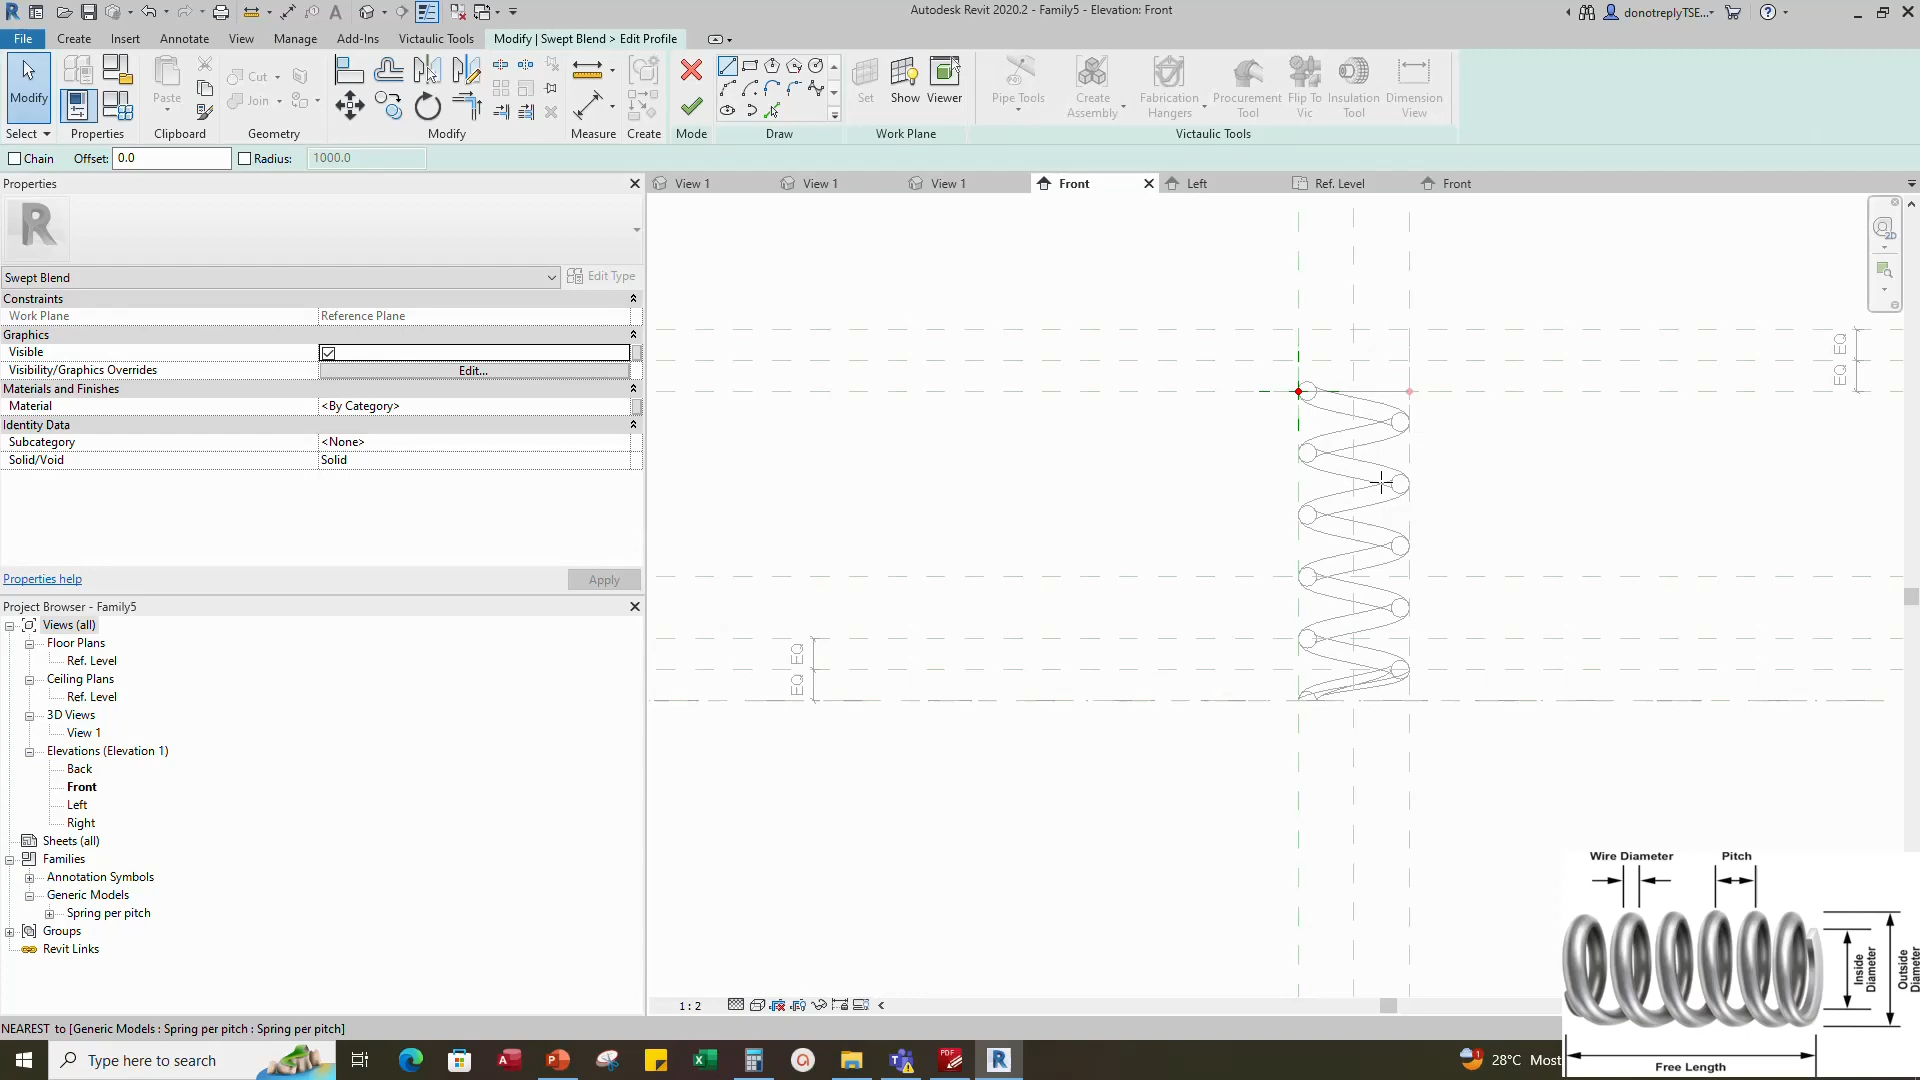 Autodesk Revit 2020.2 - Family5 - Elevation: Front
donotreplyTSE...
File
Create
Insert
Annotate
View
Manage
Add-Ins
Victaulic Tools
Modify | Swept Blend > Edit Profile
Modify
Paste
Cut
Join
Set
Show
Viewer
Pipe Tools
Create Assembly
Fabrication Hangers
Procurement Tool
Flip To Vic
Insulation Tool
Dimension View
Select
Properties
Clipboard
Geometry
Modify
Measure
Create
Mode
Draw
Work Plane
Victaulic Tools
Chain
Offset:
0.0
Radius:
1000.0
Properties
View 1
View 1
View 1
Front
Left
Ref. Level
Front
R
2D
Swept Blend
Edit Type
Constraints
Work Plane
Reference Plane
Graphics
Visible
Visibility/Graphics Overrides
Edit...
Materials and Finishes
Material
<By Category>
Identity Data
Subcategory
<None>
Solid/Void
Solid
EQ
EQ
EQ
EQ
Properties help
Apply
Project Browser - Family5
Views (all)
Floor Plans
Ref. Level
Ceiling Plans
Ref. Level
3D Views
View 1
Elevations (Elevation 1)
Back
Front
Left
Right
Sheets (all)
Families
Annotation Symbols
Generic Models
Spring per pitch
Groups
Revit Links
1 : 2
Wire Diameter
Pitch
Inside Diameter
Outside Diameter
Free Length
NEAREST to [Generic Models : Spring per pitch : Spring per pitch]
Type here to search
28°C
Most